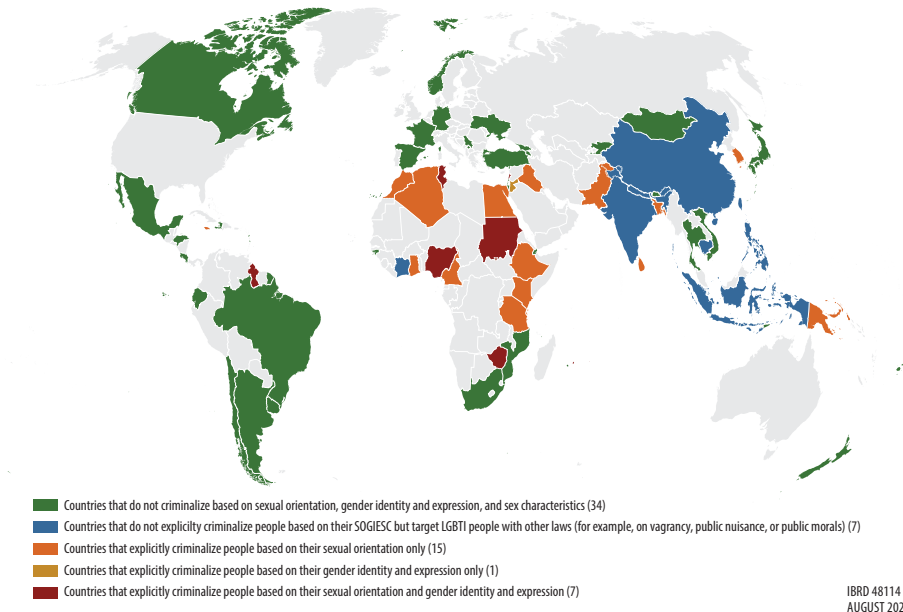 Countries that do not criminalize based on sexual orientation, gender identity and expression, and sex characteristics (34)
Countries that do not explicilty criminalize people based on their SOGIESC but target LGBTI people with other laws (for example, on vagrancy, public nuisance, or public morals) (7)
Countries that explicitly criminalize people based on their sexual orientation only (15)
Countries that explicitly criminalize people based on their gender identity and expression only (1)
Countries that explicitly criminalize people based on their sexual orientation and gender identity and expression (7)
IBRD 48114
AUGUST 202